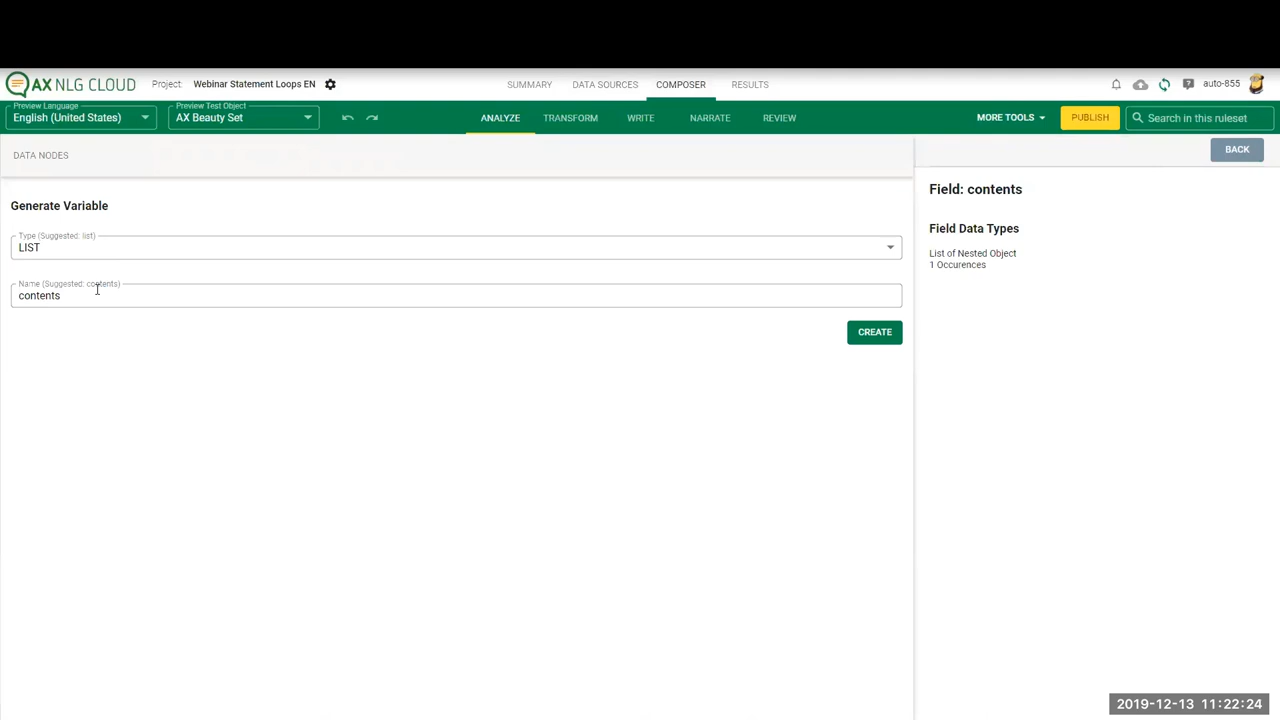 AX NLG CLOUD
Project: Webinar Statement Loops EN
SUMMARY
DATA SOURCES
COMPOSER
RESULTS
auto-855
Preview Language
English (United States)
Preview Test Object
AX Beauty Set
ANALYZE
TRANSFORM
WRITE
NARRATE
REVIEW
MORE TOOLS
PUBLISH
Search in this ruleset
DATA NODES
BACK
Generate Variable
Type (Suggested: list)
LIST
Name (Suggested: contents)
contents
CREATE
Field: contents
Field Data Types
List of Nested Object
1 Occurences
2019-12-13 11:22:24